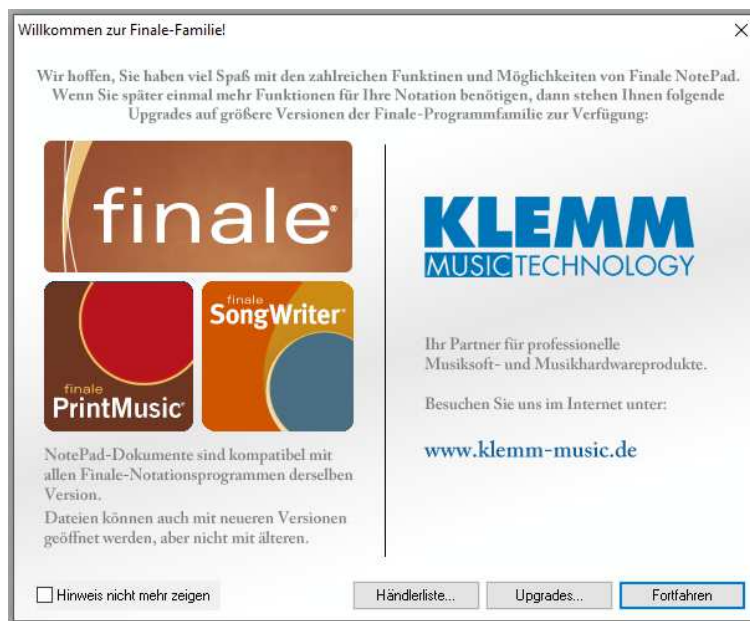 Willkommen zur Finale-Familie!
Wir hoffen, Sie haben viel Spaß mit den zahlreichen Funktinen und Möglichkeiten von Finale NotePad.
Wenn Sie später einmal mehr Funktionen für Ihre Notation benötigen, dann stehen Ihnen folgende
Upgrades auf größere Versionen der Finale-Programmfamilie zur Verfügung:
finale®
finale
PrintMusic®
finale
SongWriter®
NotePad-Dokumente sind kompatibel mit
allen Finale-Notationsprogrammen derselben
Version.
Dateien können auch mit neueren Versionen
geöffnet werden, aber nicht mit älteren.
KLEMM
MUSICTECHNOLOGY
Ihr Partner für professionelle
Musiksoft- und Musikhardwareprodukte.
Besuchen Sie uns im Internet unter:
www.klemm-music.de
Hinweis nicht mehr zeigen
Händlerliste...
Upgrades...
Fortfahren